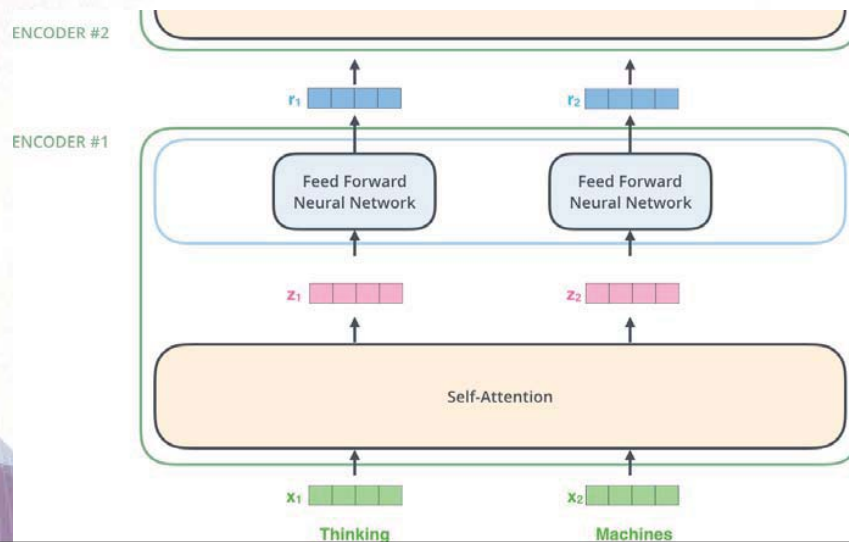 ENCODER #2
r₁
r₂
ENCODER #1
Feed Forward
Neural Network
Feed Forward
Neural Network
z₁
z₂
Self-Attention
x₁
x₂
Thinking
Machines